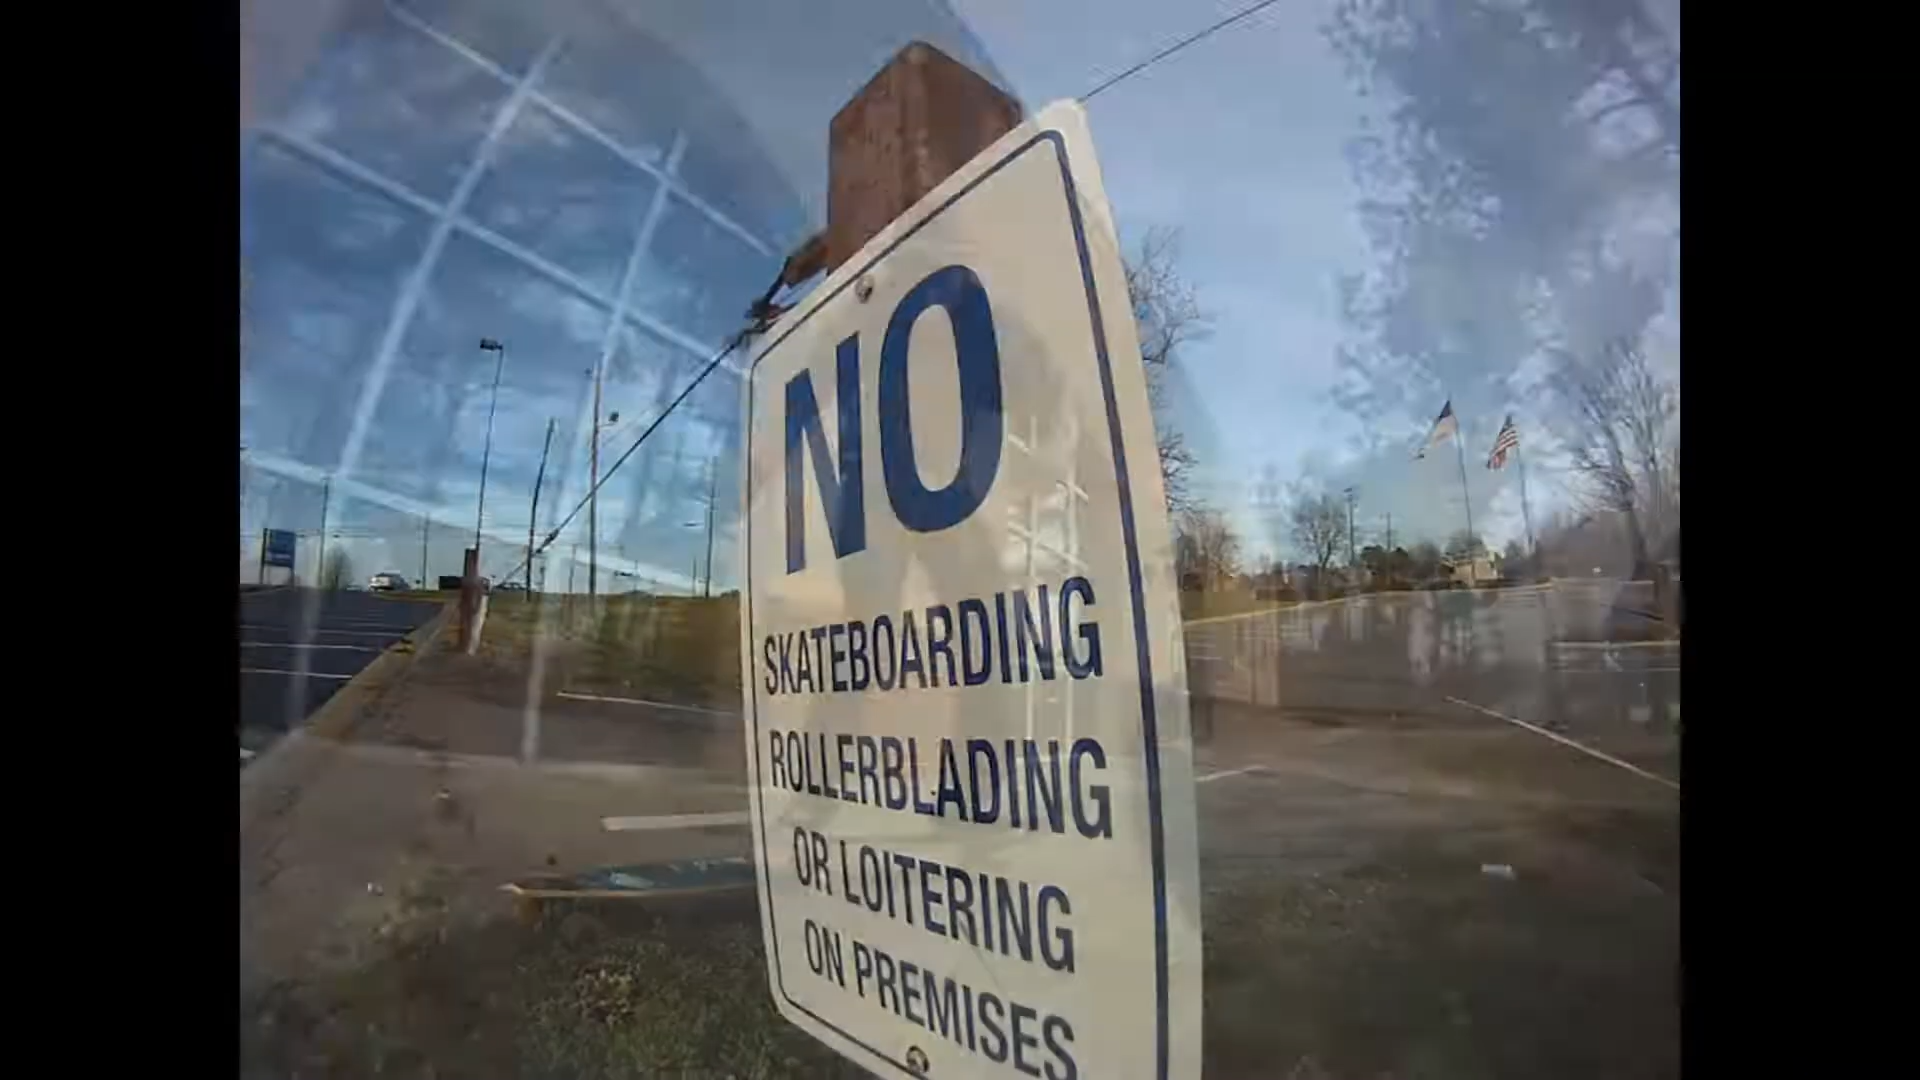 NO
SKATEBOARDING
ROLLERBLADING
OR LOITERING
ON PREMISES